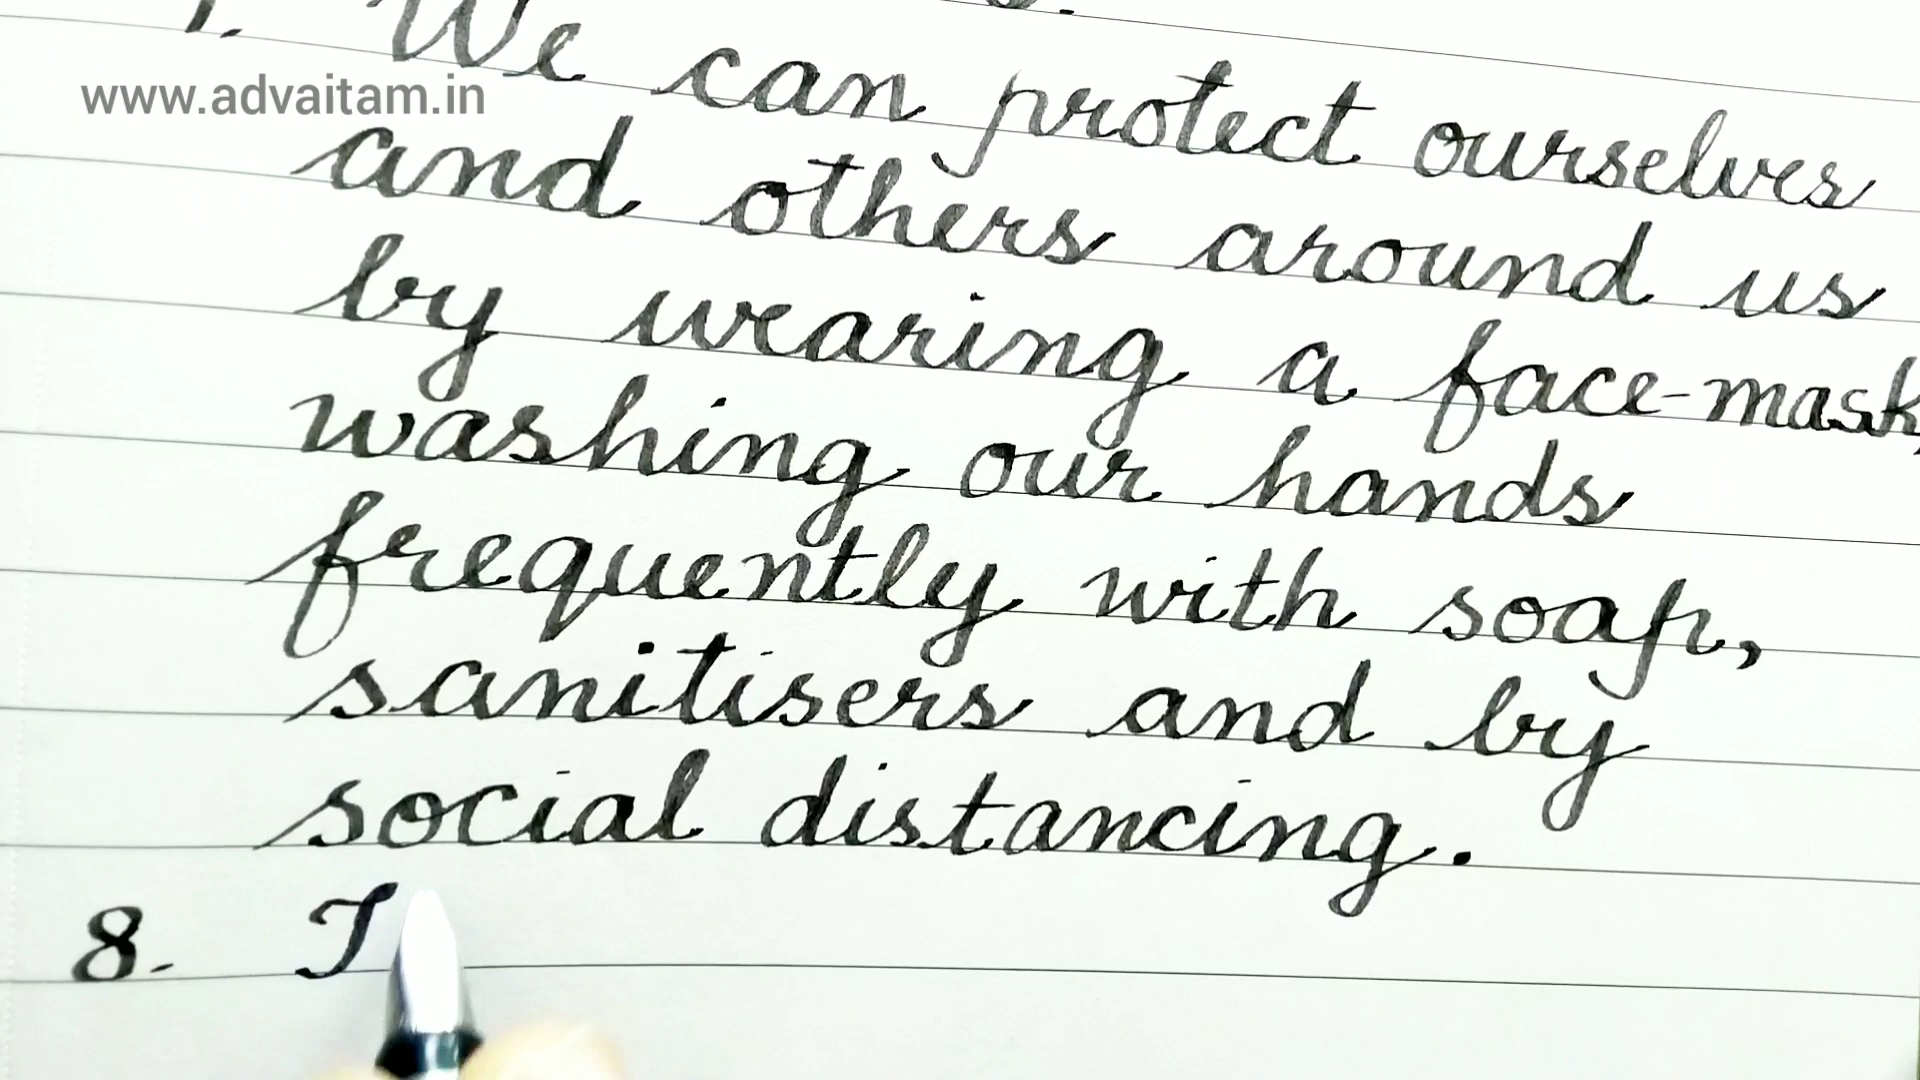 7. We can protect ourselves
www.advaitam.in
and others around us
by wearing a face-mask,
washing our hands
frequently with soap,
sanitisers and by
social distancing.
8. T